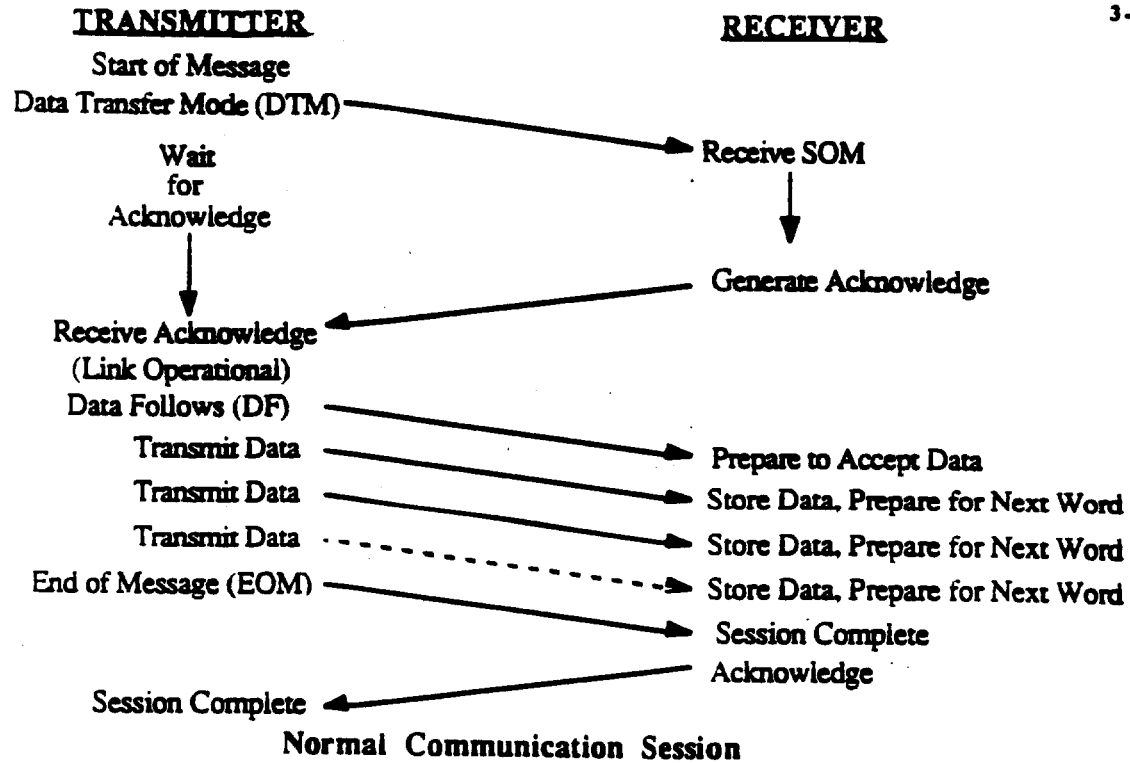 TRANSMITTER
RECEIVER
3.
Start of Message
Data Transfer Mode (DTM)
Receive SOM
Wait
for
Acknowledge
Generate Acknowledge
Receive Acknowledge
(Link Operational)
Data Follows (DF)
Prepare to Accept Data
Transmit Data
Store Data, Prepare for Next Word
Transmit Data
Store Data, Prepare for Next Word
Transmit Data
Store Data, Prepare for Next Word
End of Message (EOM)
Session Complete
Acknowledge
Session Complete
Normal Communication Session